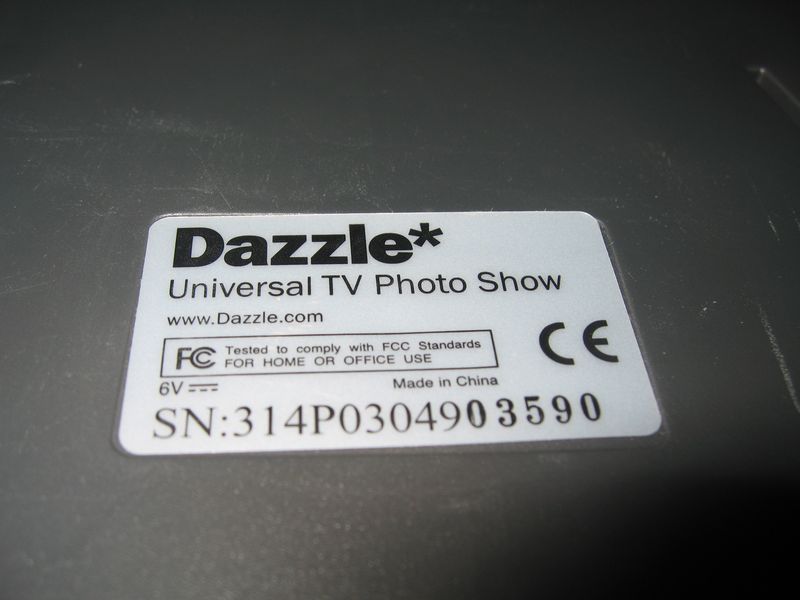 Dazzle*
Universal TV Photo Show
www.Dazzle.com
FC Tested to comply with FCC Standards
FOR HOME OR OFFICE USE
CE
6V
Made in China
SN:314P0304903590